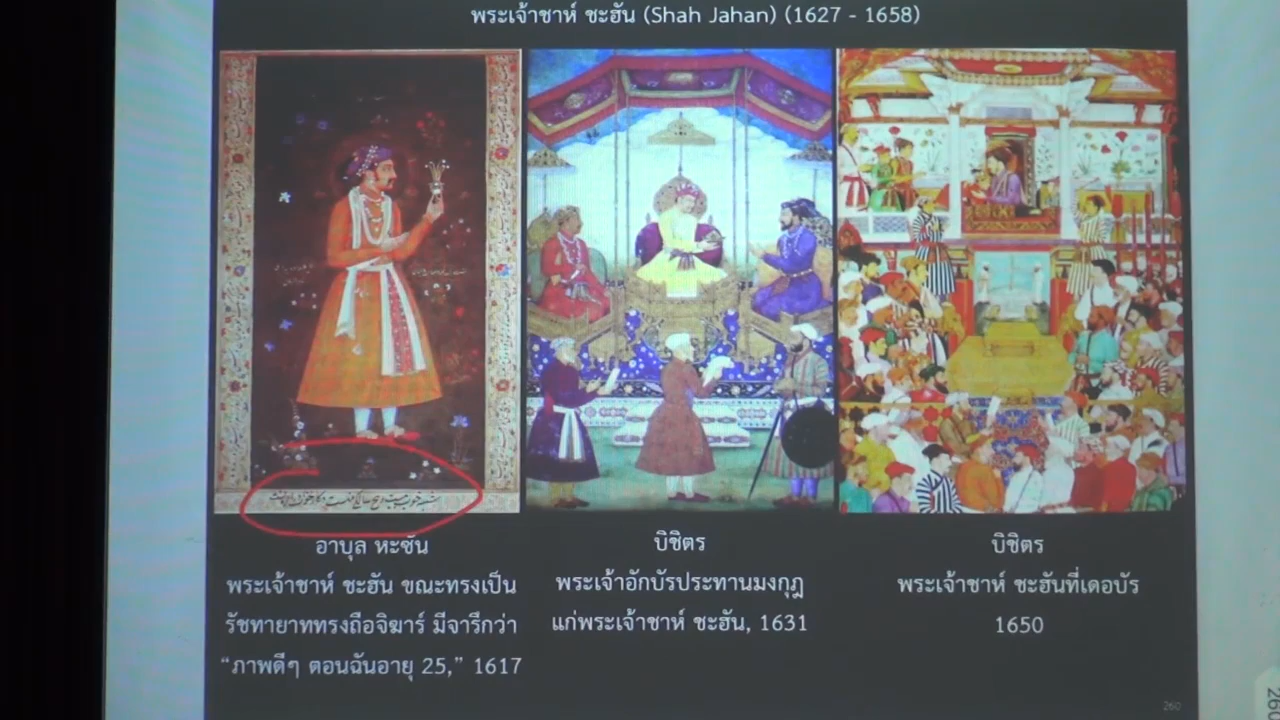 พระเจ้าชาห์ ชะฮัน (Shah Jahan) (1627 - 1658)
อาบุล หะซัน
พระเจ้าชาห์ ชะฮัน ขณะทรงเป็น
รัชทายาททรงถือจิฆาร์ มีจารึกว่า
“ภาพดีๆ ตอนฉันอายุ 25,” 1617
บิชิตร
พระเจ้าอักบัรประทานมงกุฎ
แก่พระเจ้าชาห์ ชะฮัน, 1631
บิชิตร
พระเจ้าชาห์ ชะฮันที่เดอบัร
1650
260